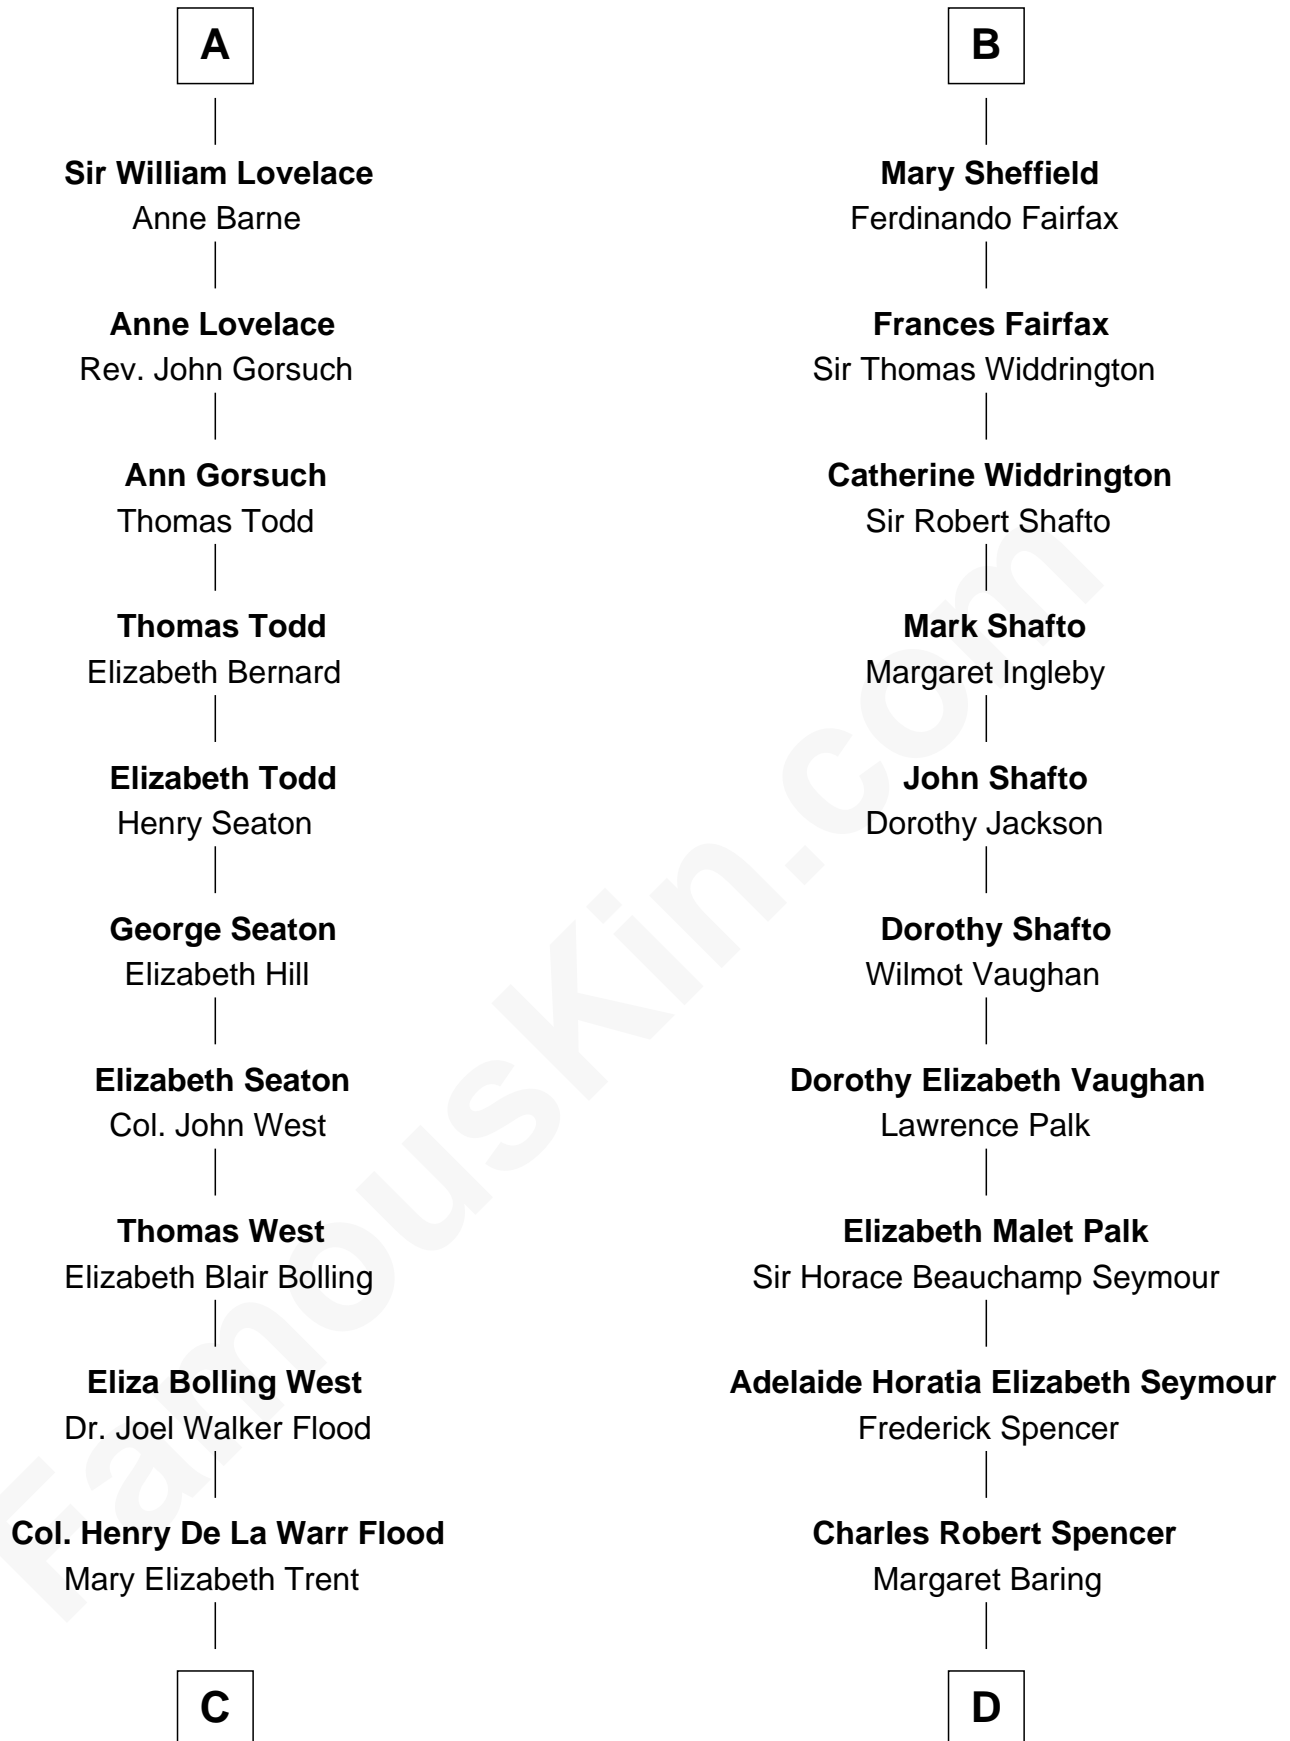 A
Sir William Lovelace
Anne Barne
Anne Lovelace
Rev. John Gorsuch
Ann Gorsuch
Thomas Todd
Thomas Todd
Elizabeth Bernard
Elizabeth Todd
Henry Seaton
George Seaton
Elizabeth Hill
Elizabeth Seaton
Col. John West
Thomas West
Elizabeth Blair Bolling
Eliza Bolling West
Dr. Joel Walker Flood
Col. Henry De La Warr Flood
Mary Elizabeth Trent
C
B
Mary Sheffield
Ferdinando Fairfax
Frances Fairfax
Sir Thomas Widdrington
Catherine Widdrington
Sir Robert Shafto
Mark Shafto
Margaret Ingleby
John Shafto
Dorothy Jackson
Dorothy Shafto
Wilmot Vaughan
Dorothy Elizabeth Vaughan
Lawrence Palk
Elizabeth Malet Palk
Sir Horace Beauchamp Seymour
Adelaide Horatia Elizabeth Seymour
Frederick Spencer
Charles Robert Spencer
Margaret Baring
D
FamousKin.com